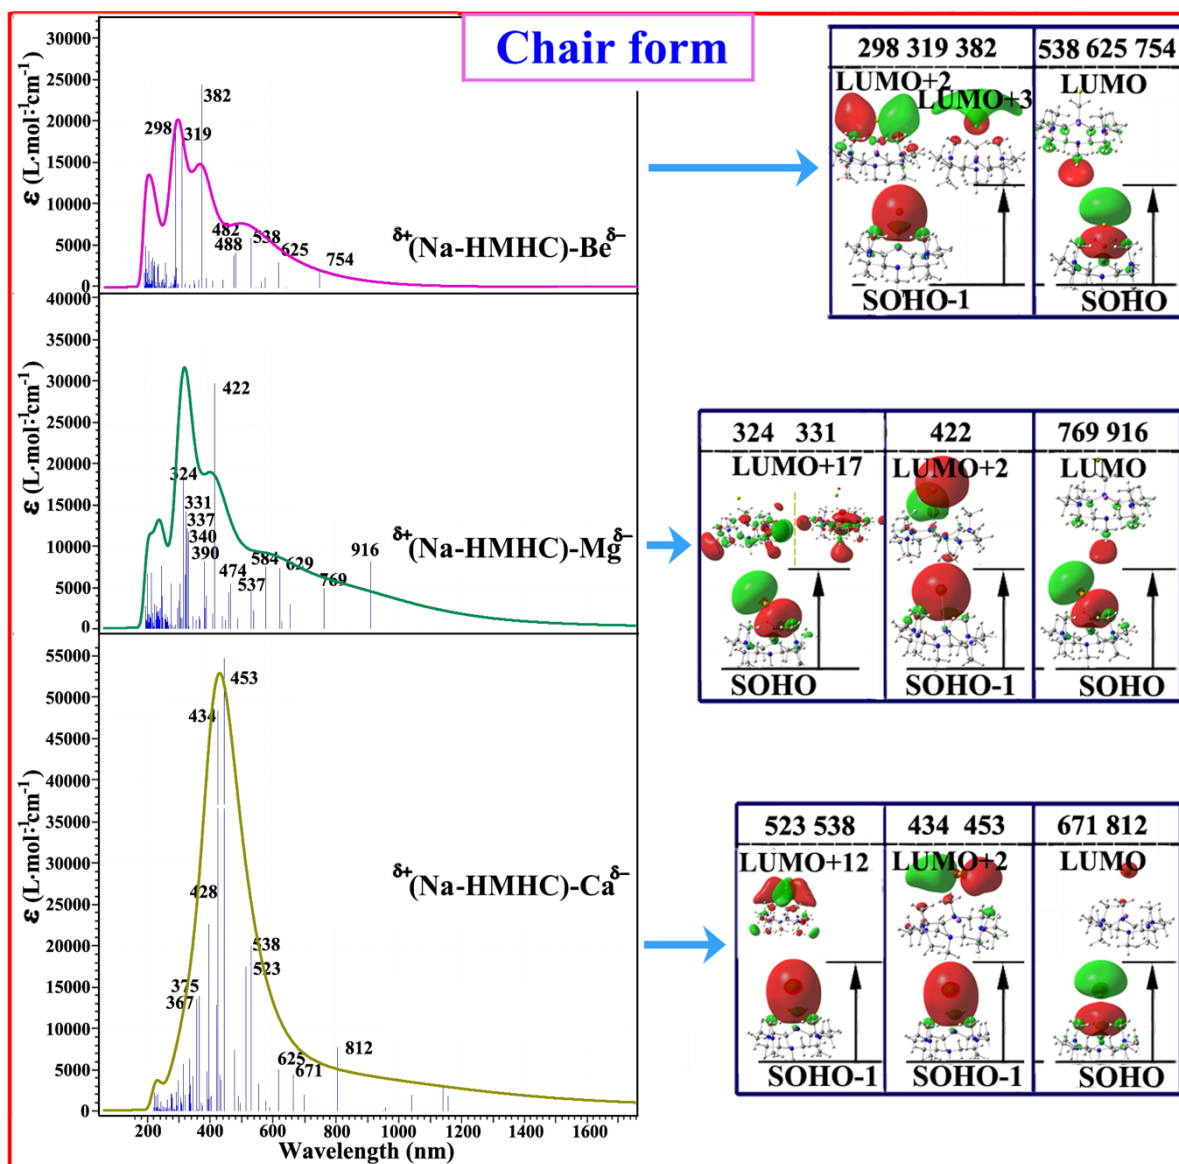 Chair form
30000
25000
20000
15000
10000
5000
0
ε (L·mol⁻¹cm⁻¹)
382
298
319
482
488
538
625
754
δ+(Na-HMHC)-Beδ−
40000
35000
30000
25000
20000
15000
10000
5000
0
ε (L·mol⁻¹cm⁻¹)
422
324
331
337
340
390
474
537
584
629
769
916
δ+(Na-HMHC)-Mgδ−
55000
50000
45000
40000
35000
30000
25000
20000
15000
10000
5000
0
ε (L·mol⁻¹cm⁻¹)
453
434
428
375
367
538
523
625
671
812
δ+(Na-HMHC)-Caδ−
200 400 600 800 1000 1200 1400 1600
Wavelength (nm)
298 319 382
LUMO+2
LUMO+3
SOHO-1
538 625 754
LUMO
SOHO
324 331
LUMO+17
SOHO
422
LUMO+2
SOHO-1
769 916
LUMO
SOHO
523 538
LUMO+12
SOHO-1
434 453
LUMO+2
SOHO-1
671 812
LUMO
SOHO